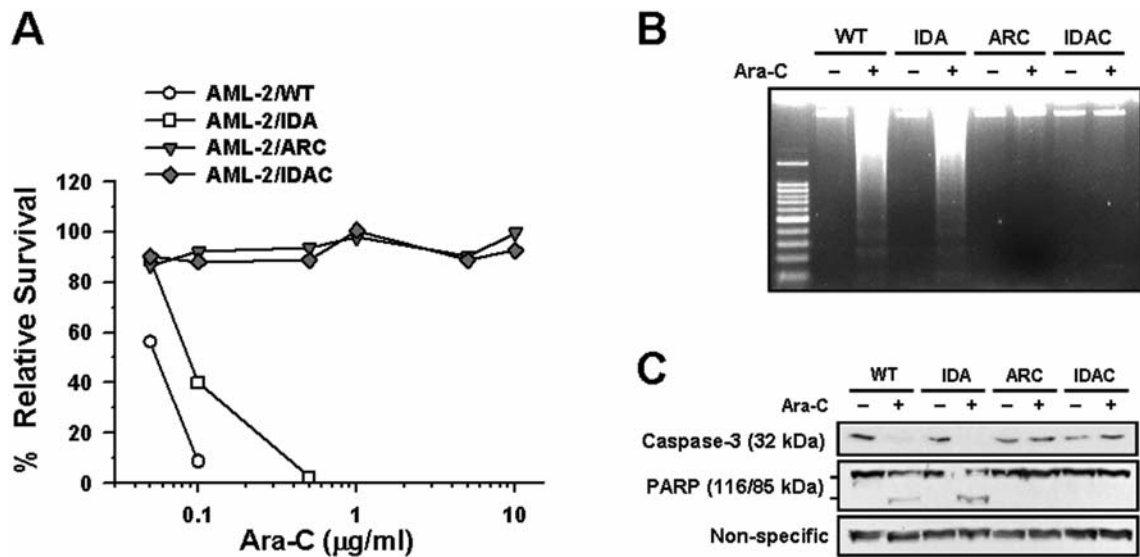 A
AML-2/WT
AML-2/IDA
AML-2/ARC
AML-2/IDAC
% Relative Survival
120
100
80
60
40
20
0
0.1 1 10
Ara-C (µg/ml)
B
WT IDA ARC IDAC
Ara-C – + – + – + – +
C
WT IDA ARC IDAC
Ara-C – + – + – + – +
Caspase-3 (32 kDa)
PARP (116/85 kDa)
Non-specific